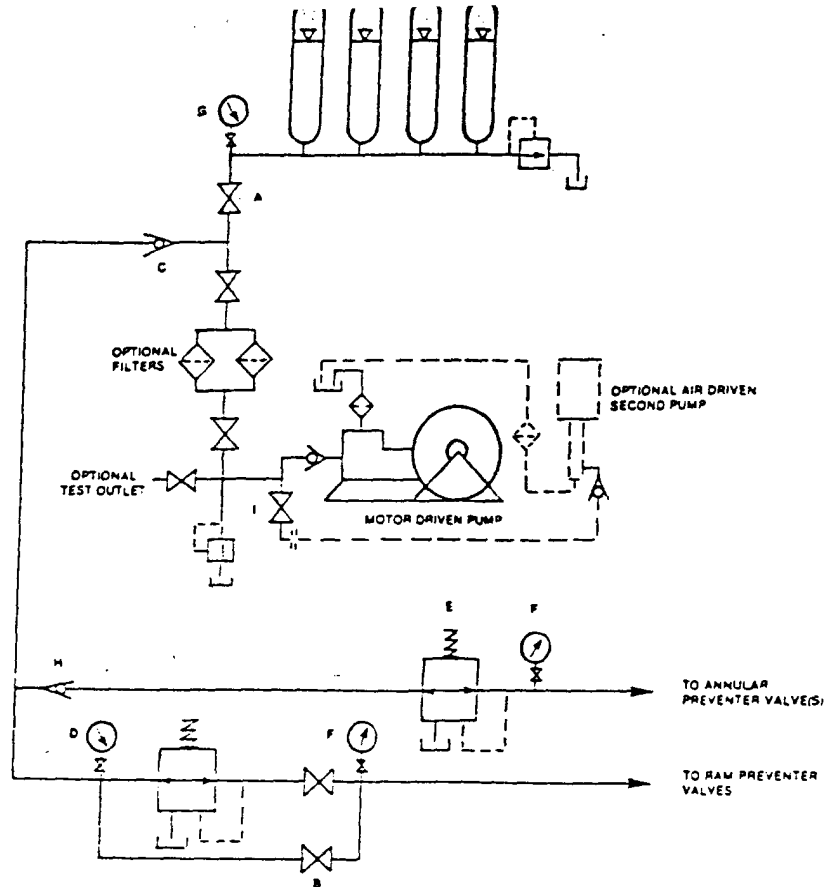 G
A
C
OPTIONAL
FILTERS
OPTIONAL AIR DRIVEN
SECOND PUMP
OPTIONAL
TEST OUTLET
I
MOTOR DRIVEN PUMP
E
F
H
TO ANNULAR
PREVENTER VALVE(S)
D
F
TO RAM PREVENTER
VALVES
B